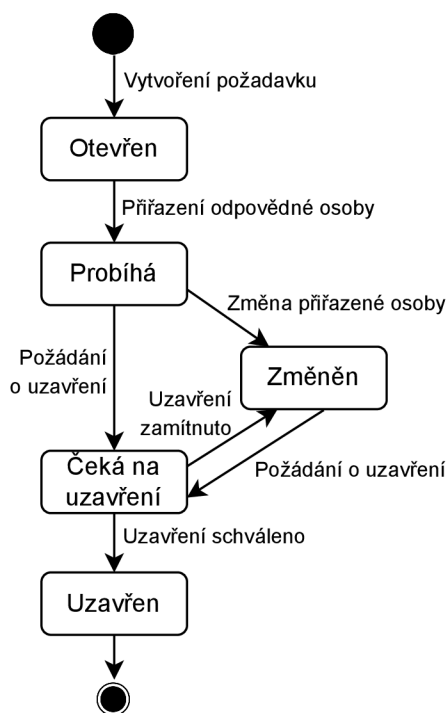 Vytvoření požadavku
Otevřen
Přiřazení odpovědné osoby
Probíhá
Změna přiřazené osoby
Požádání
o uzavření
Změněn
Uzavření
zamítnuto
Čeká na
uzavření
Požádání o uzavření
Uzavření schváleno
Uzavřen